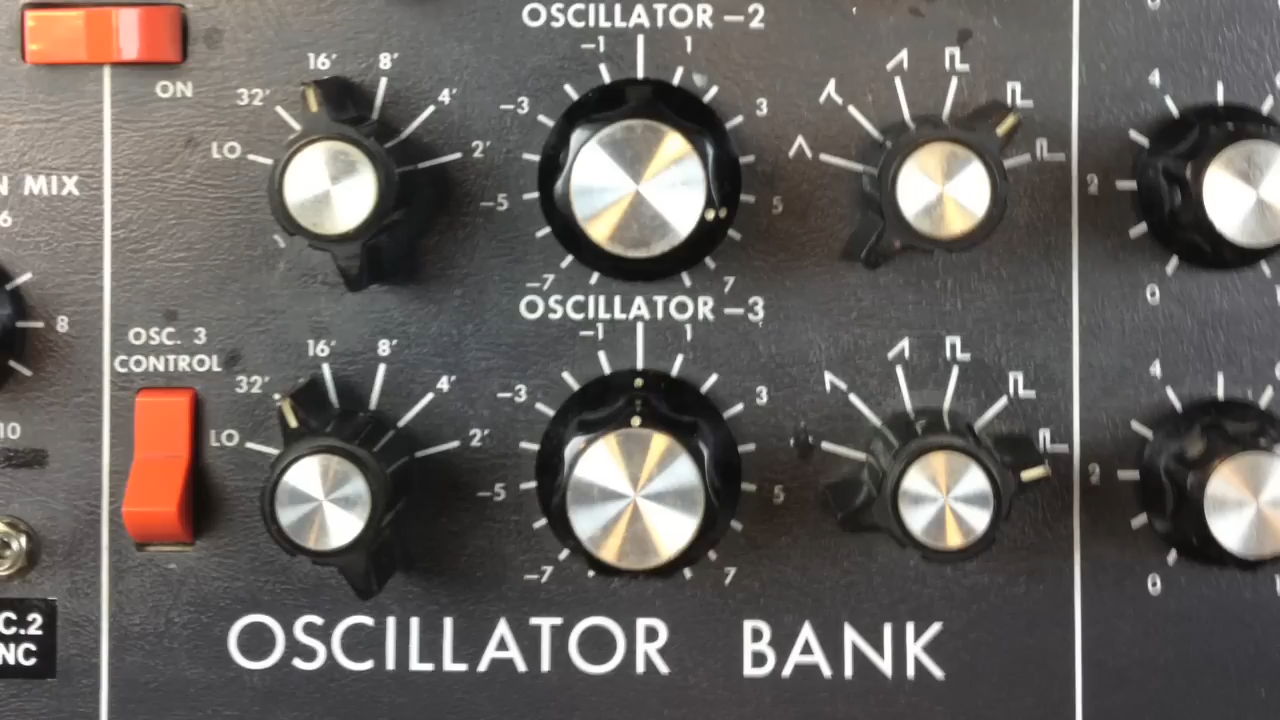 OSCILLATOR -2
ON
LO 32' 16' 8' 4' 2'
-7 -5 -3 -1 1 3 5 7
4
2
0
N MIX
6
8
10
OSCILLATOR -3
OSC. 3
CONTROL
LO 32' 16' 8' 4' 2'
-7 -5 -3 -1 1 3 5 7
4
2
0
C.2
NC
OSCILLATOR BANK